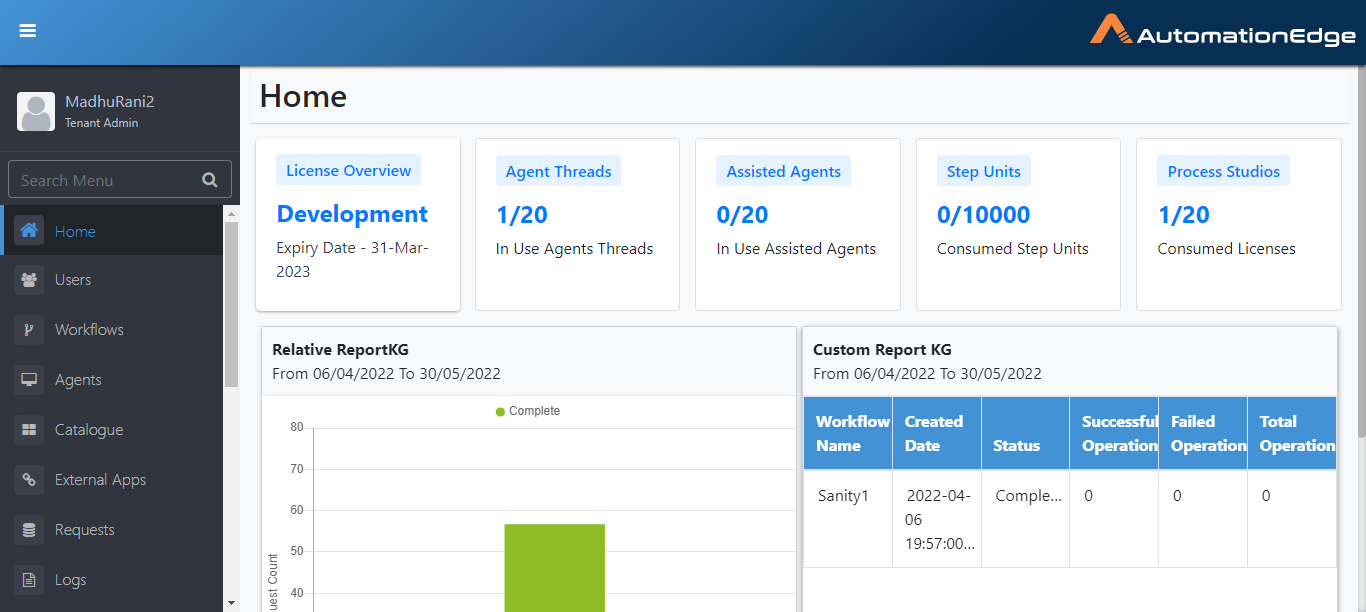 AutomationEdge
MadhuRani2
Tenant Admin
Search Menu
Home
Users
Workflows
Agents
Catalogue
External Apps
Requests
Logs
Home
License Overview
Development
Expiry Date - 31-Mar-
2023
Agent Threads
1/20
In Use Agents Threads
Assisted Agents
0/20
In Use Assisted Agents
Step Units
0/10000
Consumed Step Units
Process Studios
1/20
Consumed Licenses
Relative ReportKG
From 06/04/2022 To 30/05/2022
Complete
80
70
60
50
40
uest Count
Custom Report KG
From 06/04/2022 To 30/05/2022
Workflow
Name
Created
Date
Status
Successful
Operation
Failed
Operation
Total
Operation
Sanity1
2022-04-
06
19:57:00...
Comple...
0
0
0